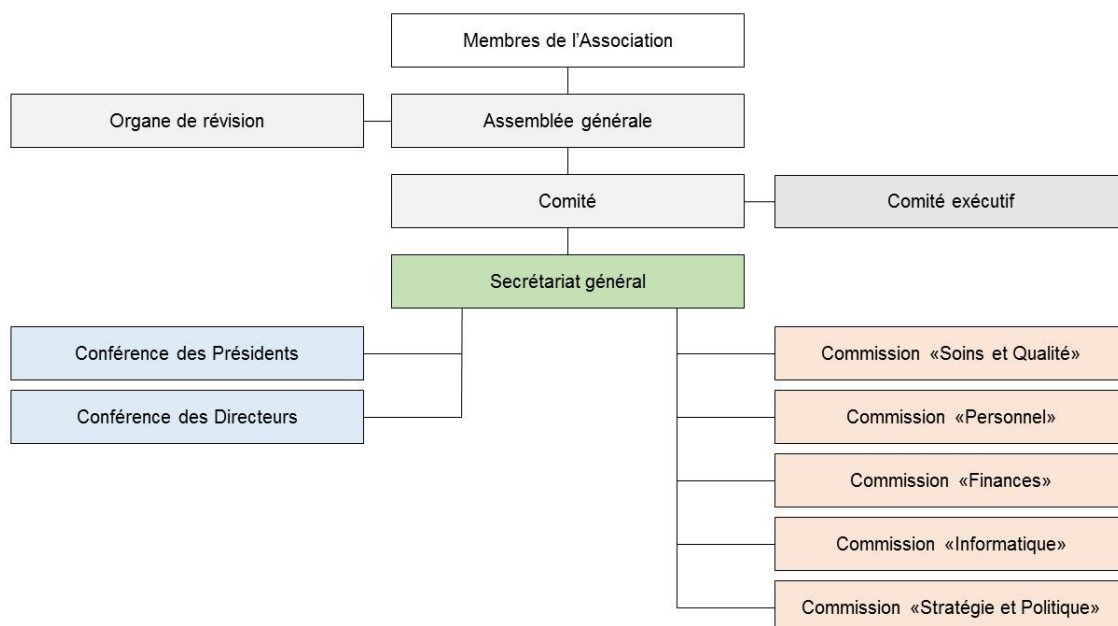 Membres de l'Association
Organe de révision
Assemblée générale
Comité
Comité exécutif
Secrétariat général
Conférence des Présidents
Commission «Soins et Qualité»
Conférence des Directeurs
Commission «Personnel»
Commission «Finances»
Commission «Informatique»
Commission «Stratégie et Politique»